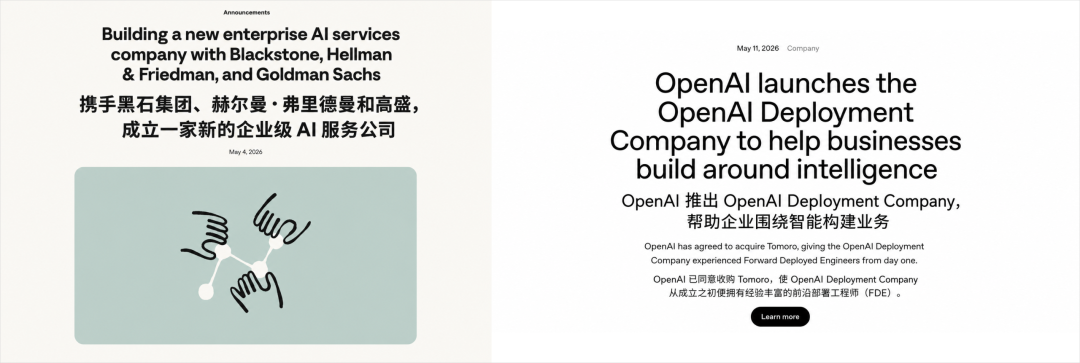 Announcements
Building a new enterprise AI services
company with Blackstone, Hellman
& Friedman, and Goldman Sachs
携手黑石集团、赫尔曼·弗里德曼和高盛，
成立一家新的企业级 AI 服务公司
May 4, 2026
May 11, 2026 Company
OpenAI launches the
OpenAI Deployment
Company to help businesses
build around intelligence
OpenAI 推出 OpenAI Deployment Company，
帮助企业围绕智能构建业务
OpenAI has agreed to acquire Tomoro, giving the OpenAI Deployment
Company experienced Forward Deployed Engineers from day one.
OpenAI 已同意收购 Tomoro，使 OpenAI Deployment Company
从成立之初便拥有经验丰富的前沿部署工程师（FDE）。
Learn more